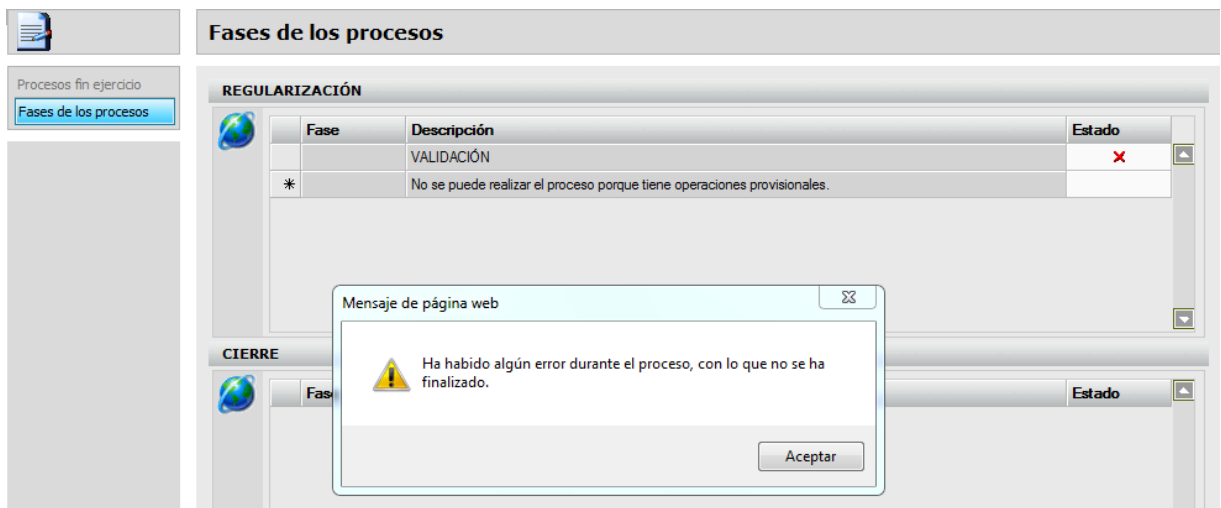 Fases de los procesos
Procesos fin ejercicio
Fases de los procesos
REGULARIZACIÓN
Fase Descripción Estado
VALIDACIÓN
No se puede realizar el proceso porque tiene operaciones provisionales.
Mensaje de página web
Ha habido algún error durante el proceso, con lo que no se ha
finalizado.
Aceptar
CIERRE
Fase Estado